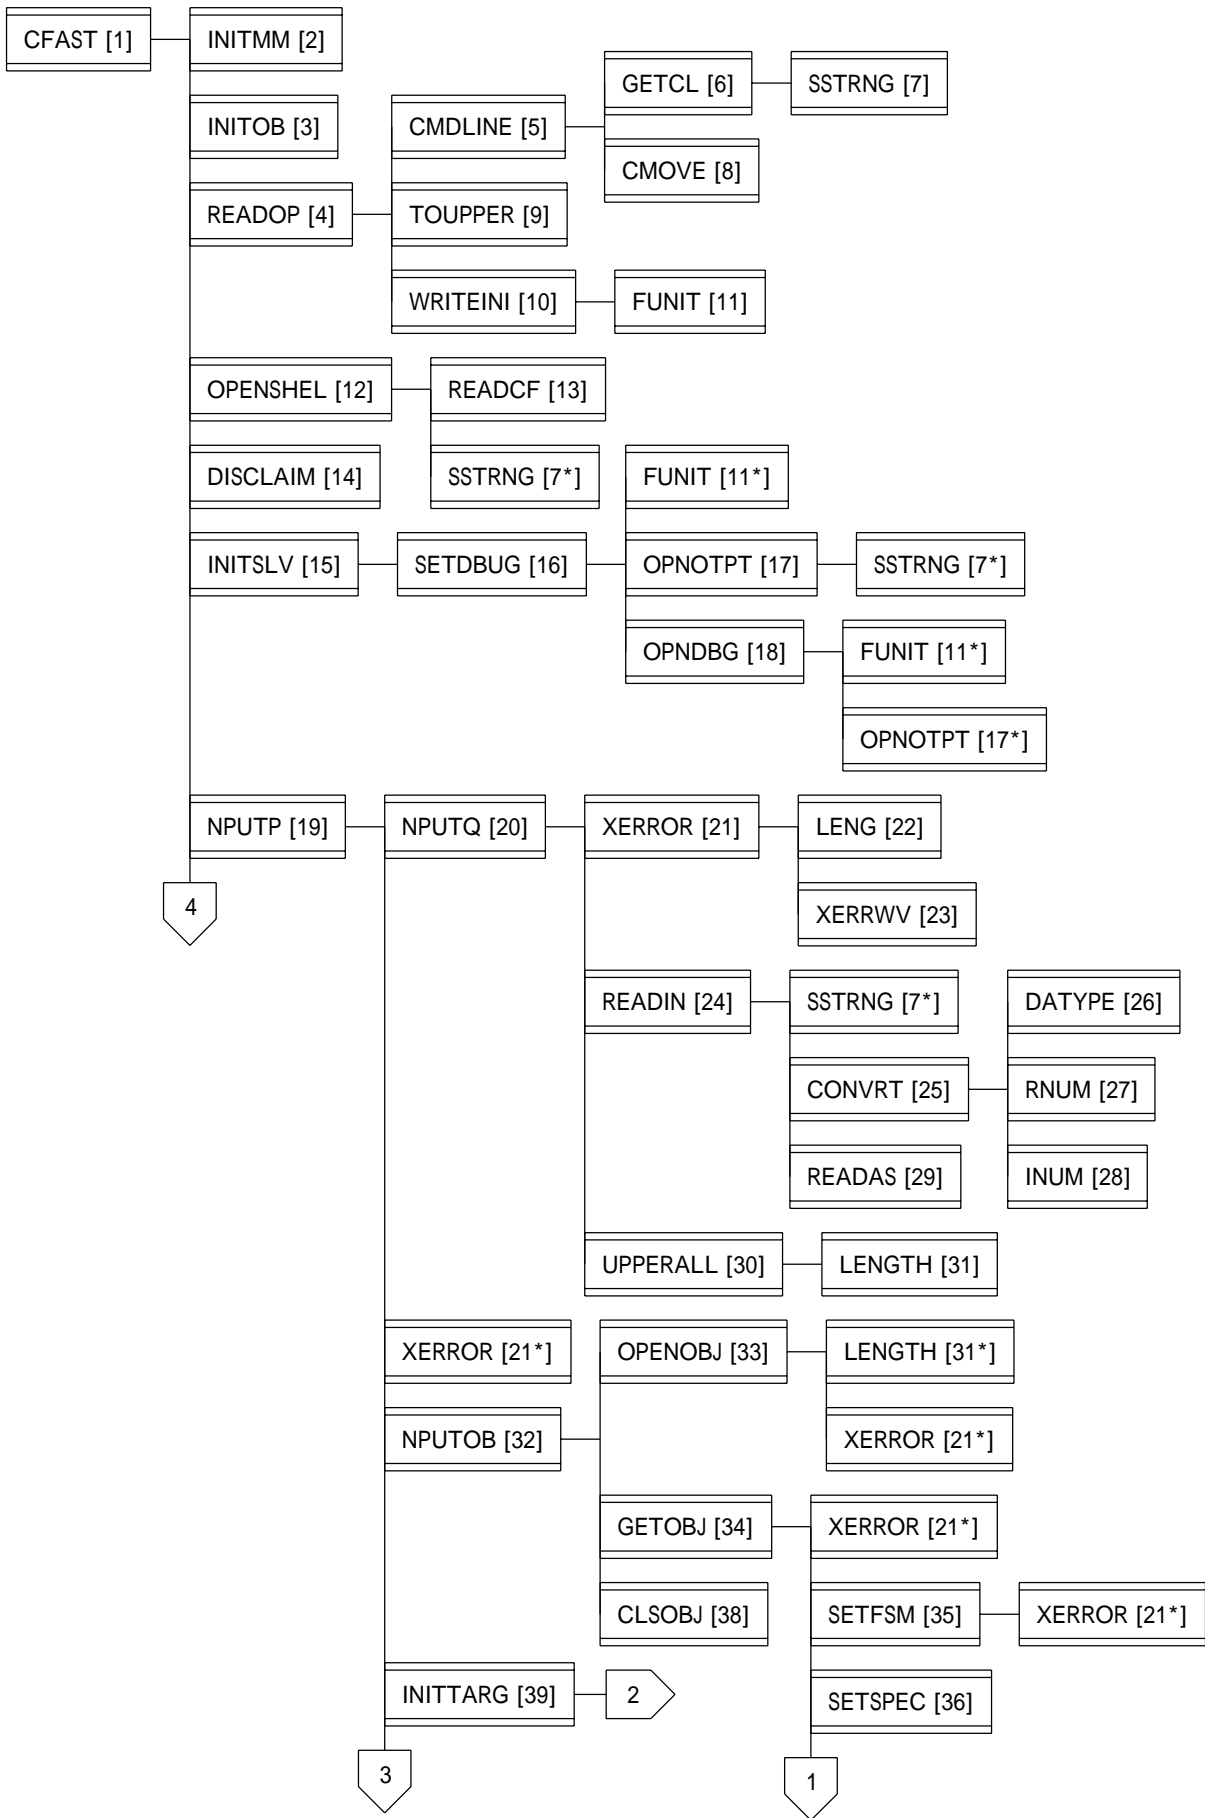 CFAST [1]
INITMM [2]
GETCL [6]
SSTRNG [7]
INITOB [3]
CMDLINE [5]
CMOVE [8]
READOP [4]
TOUPPER [9]
WRITEINI [10]
FUNIT [11]
OPENSHEL [12]
READCF [13]
DISCLAIM [14]
SSTRNG [7*]
FUNIT [11*]
INITSLV [15]
SETDBUG [16]
OPNOTPT [17]
SSTRNG [7*]
OPNDBG [18]
FUNIT [11*]
OPNOTPT [17*]
NPUTP [19]
NPUTQ [20]
XERROR [21]
LENG [22]
4
XERRWV [23]
READIN [24]
SSTRNG [7*]
DATYPE [26]
CONVRT [25]
RNUM [27]
READAS [29]
INUM [28]
UPPERALL [30]
LENGTH [31]
XERROR [21*]
OPENOBJ [33]
LENGTH [31*]
NPUTOB [32]
XERROR [21*]
GETOBJ [34]
XERROR [21*]
CLSOBJ [38]
SETFSM [35]
XERROR [21*]
INITTARG [39]
2
SETSPEC [36]
3
1